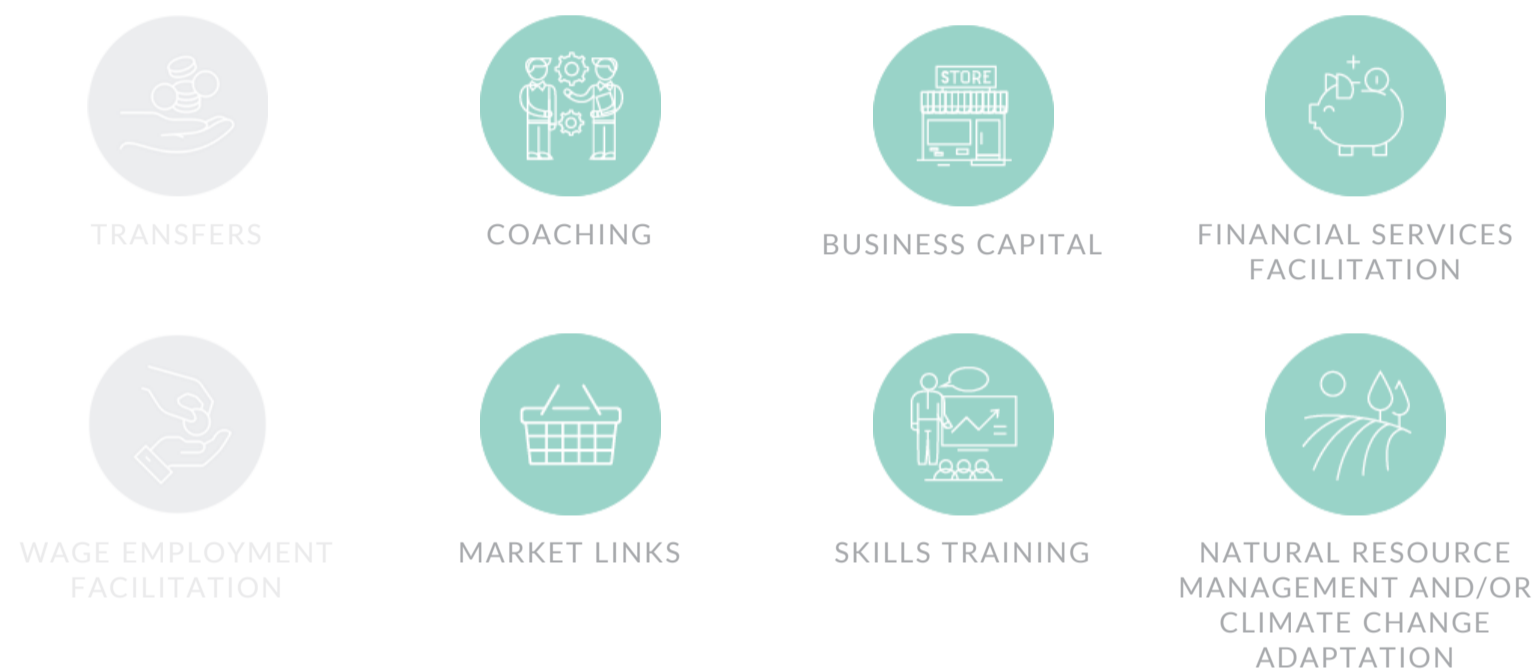 STORE
TRANSFERS
COACHING
BUSINESS CAPITAL
FINANCIAL SERVICES
FACILITATION
WAGE EMPLOYMENT
FACILITATION
MARKET LINKS
SKILLS TRAINING
NATURAL RESOURCE
MANAGEMENT AND/OR
CLIMATE CHANGE
ADAPTATION